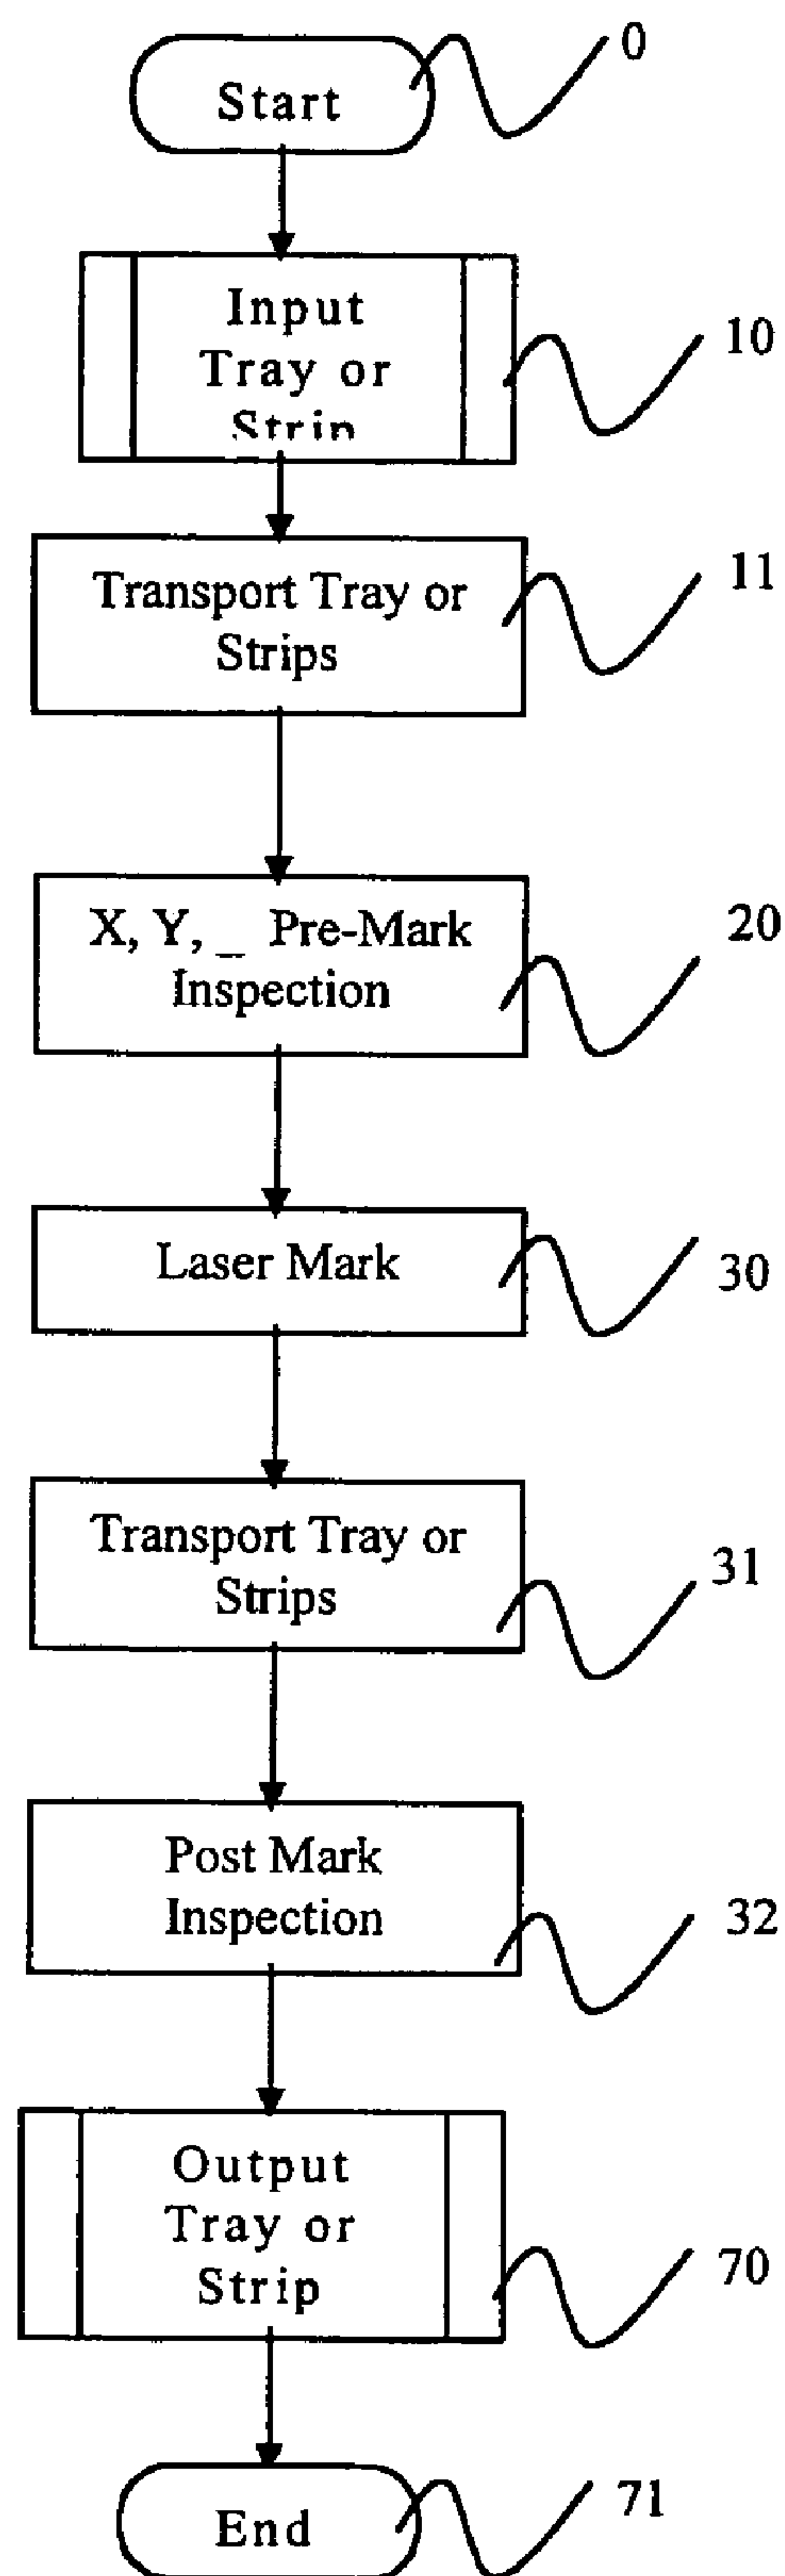 Start
0
Input
Tray or
Strip
10
Transport Tray or
Strips
11
X, Y, _ Pre-Mark
Inspection
20
Laser Mark
30
Transport Tray or
Strips
31
Post Mark
Inspection
32
Output
Tray or
Strip
70
End
71